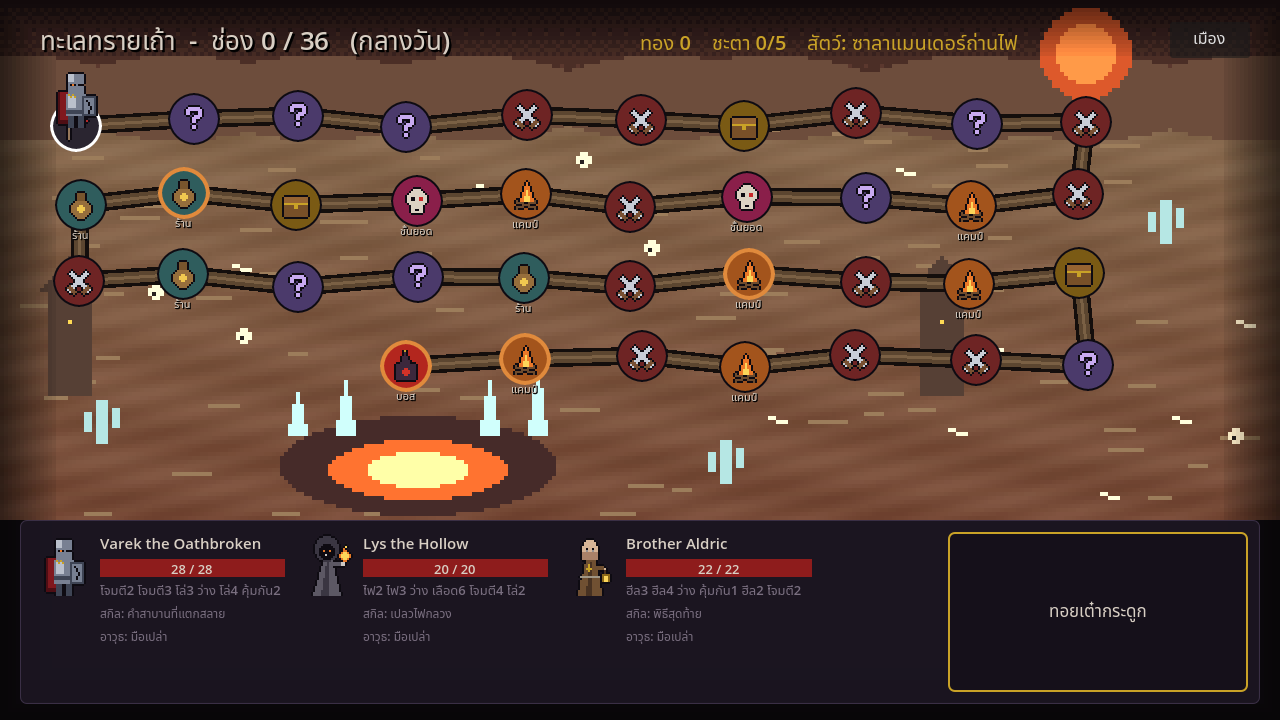 ทะเลทรายเถ้า - ช่อง 0 / 36 (กลางวัน)
ทอง 0 ชะตา 0/5 สัตว์: ซาลาแมนเดอร์ถ่านไฟ
เมือง
ร้าน
ร้าน
ชั้นยอด
แคมป์
ชั้นยอด
แคมป์
ร้าน
ร้าน
แคมป์
แคมป์
บอส
แคมป์
แคมป์
Varek the Oathbroken
28 / 28
โจมตี2 โจมตี3 โล่3 ว่าง โล่4 คุ้มกัน2
สกิล: คำสาบานที่แตกสลาย
อาวุธ: มือเปล่า
Lys the Hollow
20 / 20
ไฟ2 ไฟ3 ว่าง เลือด6 โจมตี4 โล่2
สกิล: เปลวไฟกลวง
อาวุธ: มือเปล่า
Brother Aldric
22 / 22
ฮีล3 ฮีล4 ว่าง คุ้มกัน1 ฮีล2 โจมตี2
สกิล: พิธีสุดท้าย
อาวุธ: มือเปล่า
ทอยเต๋ากระดูก